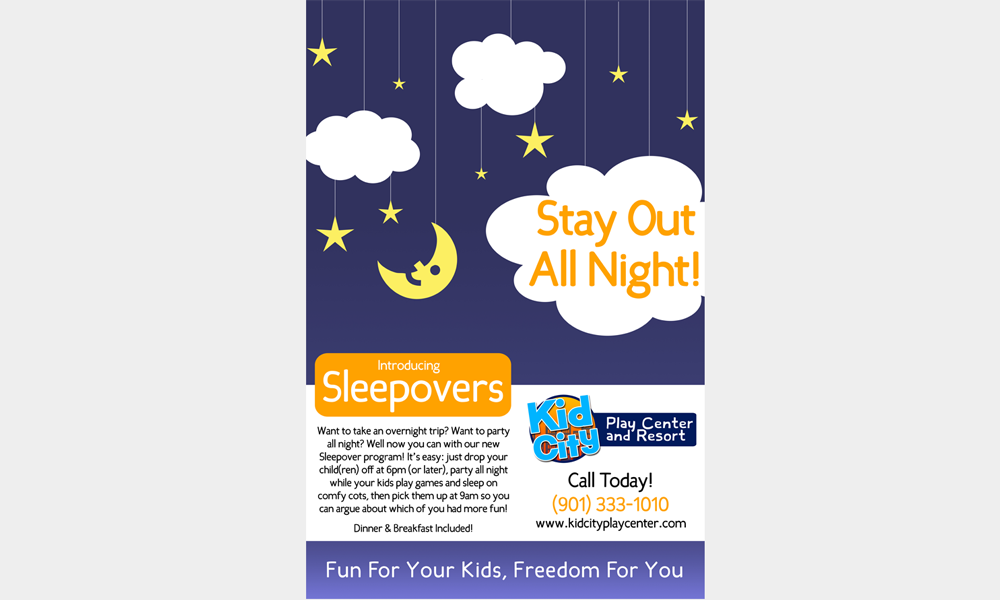 Stay Out
All Night!
Introducing
Sleepovers
Want to take an overnight trip? Want to party
all night? Well now you can with our new
Sleepover program! It's easy: just drop your
child(ren) off at 6pm (or later), party all night
while your kids play games and sleep on
comfy cots, then pick them up at 9am so you
can argue about which of you had more fun!
Dinner & Breakfast Included!
Kid
City
Play Center
and Resort
Call Today!
(901) 333-1010
www.kidcityplaycenter.com
Fun For Your Kids, Freedom For You